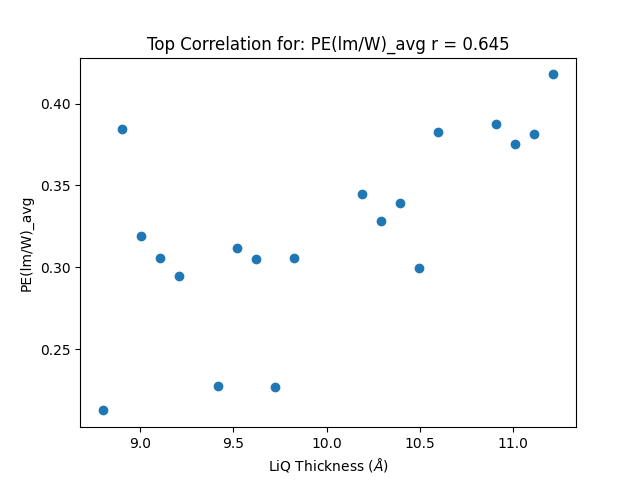 Top Correlation for: PE(lm/W)_avg r = 0.645
0.40
0.35
0.30
0.25
PE(lm/W)_avg
9.0 9.5 10.0 10.5 11.0
LiQ Thickness (Å)